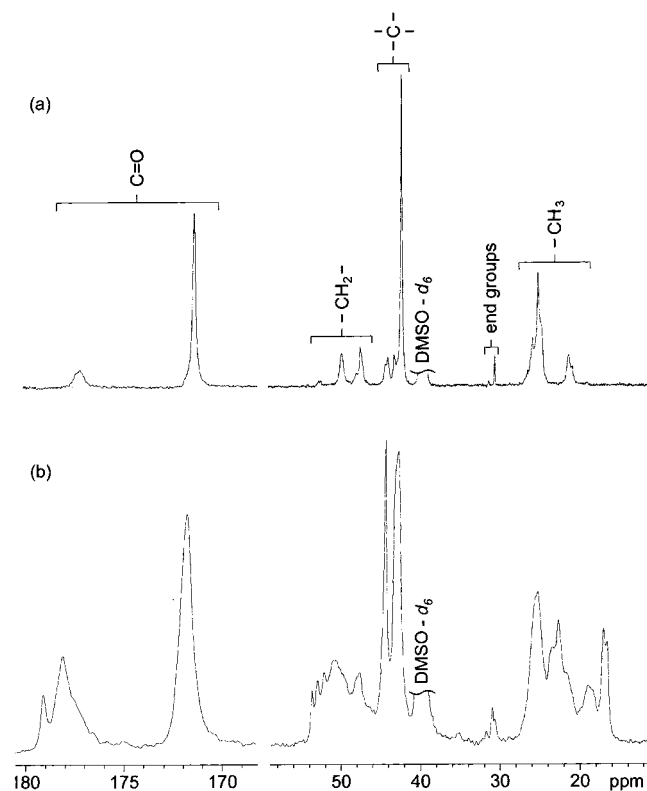 (a)
C=O
-CH2-
-C-
DMSO - d6
end groups
-CH3
(b)
DMSO - d6
180 175 170 50 40 30 20 ppm